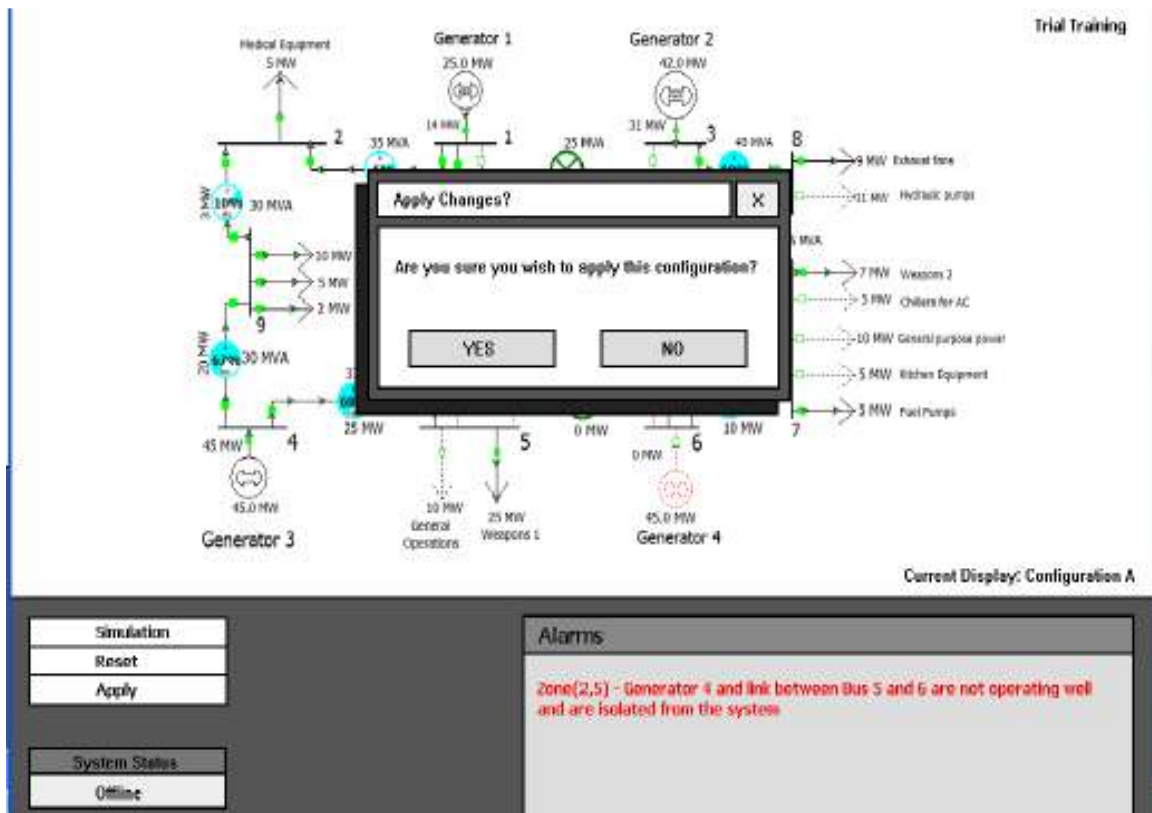 Trial Training
Medical Equipment
5 MW
Generator 1
25.0 MW
Generator 2
42.0 MW
14 MW
31 MW
2
35 MVA
1
25 MVA
3
40 MVA
8
9 MW Exhaust fans
11 MW Hydraulic pumps
3 MW
10%
30 MVA
Apply Changes?
X
Are you sure you wish to apply this configuration?
YES
NO
MVA
10 MW
5 MW
2 MW
9
7 MW Weapons 2
5 MW Chillers for AC
10 MW General purpose power
5 MW Kitchen Equipment
5 MW Fuel Pumps
20 MW
67%
30 MVA
45 MW
4
25 MW
5
0 MW
6
10 MW
7
0 MW
45.0 MW
Generator 3
10 MW
General
Operations
25 MW
Weapons 1
45.0 MW
Generator 4
Current Display: Configuration A
Simulation
Reset
Apply
System Status
Offline
Alarms
Zone(2,5) - Generator 4 and link between Bus 5 and 6 are not operating well
and are isolated from the system